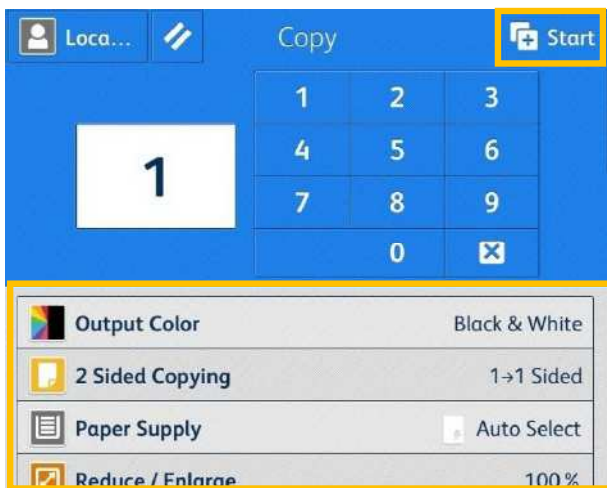 Loca... Copy Start
1 2 3
1
4 5 6
7 8 9
0
Output Color Black & White
2 Sided Copying 1→1 Sided
Paper Supply Auto Select
Reduce / Enlarge 100%